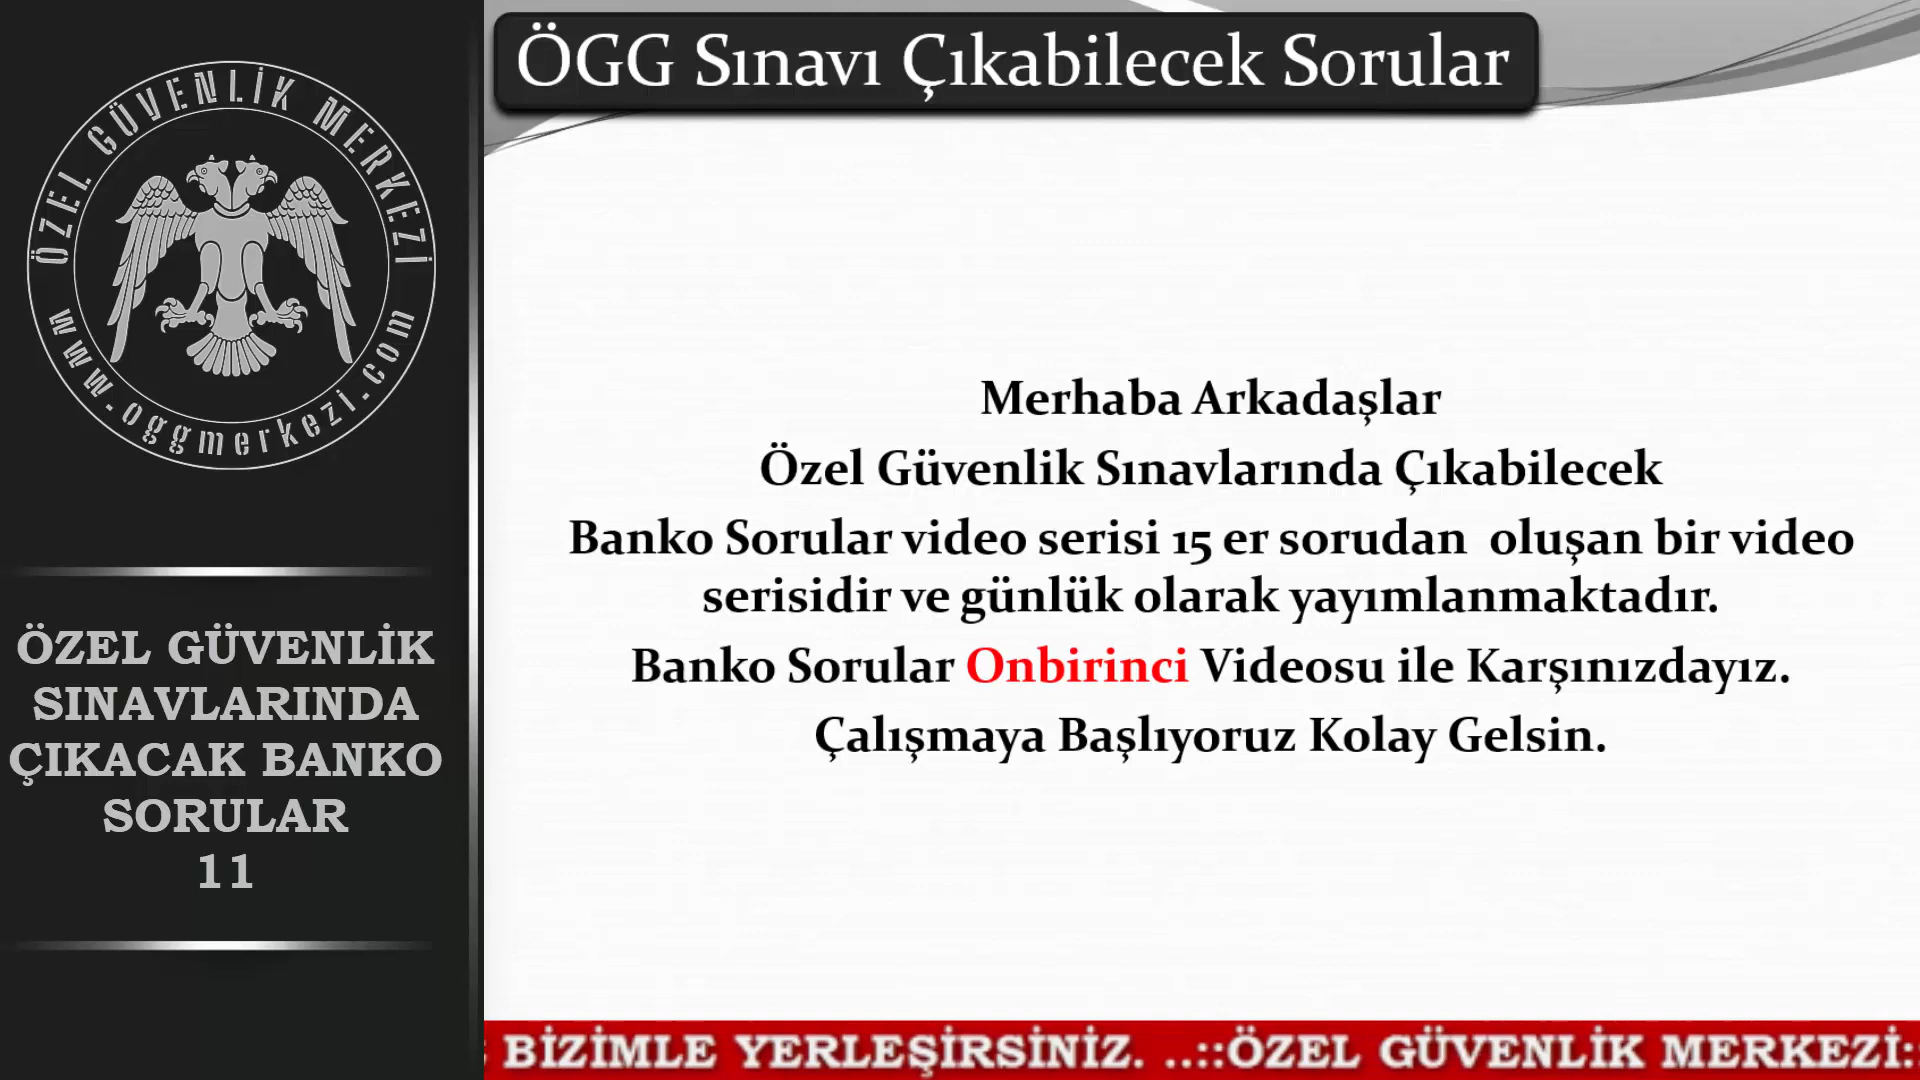 ÖZEL GÜVENLİK MERKEZİ
www.oggmerkezi.com
ÖZEL GÜVENLİK
SINAVLARINDA
ÇIKACAK BANKO
SORULAR
11
ÖGG Sınavı Çıkabilecek Sorular
Merhaba Arkadaşlar
Özel Güvenlik Sınavlarında Çıkabilecek
Banko Sorular video serisi 15 er sorudan oluşan bir video
serisidir ve günlük olarak yayımlanmaktadır.
Banko Sorular Onbirinci Videosu ile Karşınızdayız.
Çalışmaya Başlıyoruz Kolay Gelsin.
BİZİMLE YERLEŞİRSİNİZ. ..::ÖZEL GÜVENLİK MERKEZİ: